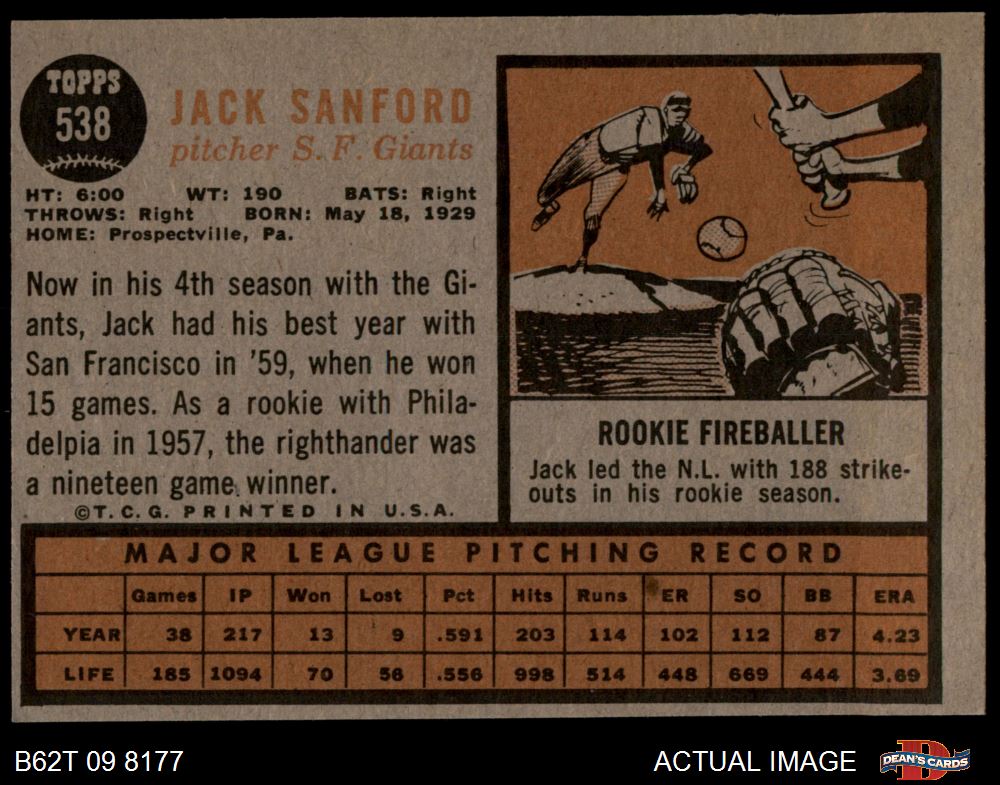 TOPPS
538
JACK SANFORD
pitcher S. F. Giants
HT: 6:00 WT: 190 BATS: Right
THROWS: Right BORN: May 18, 1929
HOME: Prospectville, Pa.
Now in his 4th season with the Gi-
ants, Jack had his best year with
San Francisco in '59, when he won
15 games. As a rookie with Phila-
delpia in 1957, the righthander was
a nineteen game winner.
©T.C.G. PRINTED IN U.S.A.
ROOKIE FIREBALLER
Jack led the N.L. with 188 strike-
outs in his rookie season.
MAJOR LEAGUE PITCHING RECORD
Games IP Won Lost Pct Hits Runs ER SO BB ERA
YEAR 38 217 13 9 .591 203 114 102 112 87 4.23
LIFE 185 1094 70 56 .556 998 514 448 669 444 3.69
B62T 09 8177 ACTUAL IMAGE DEAN'S CARDS